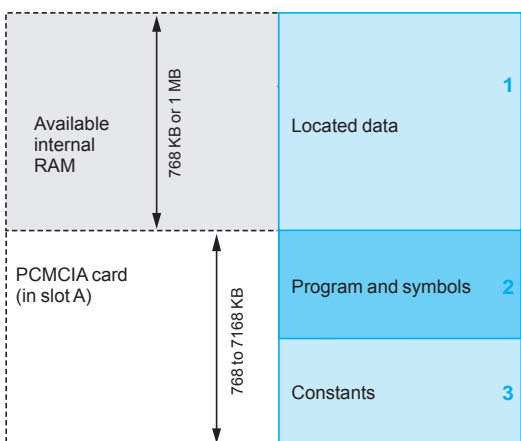 Available
internal
RAM
768 KB or 1 MB
Located data
1
PCMCIA card
(in slot A)
768 to 7168 KB
Program and symbols 2
Constants 3